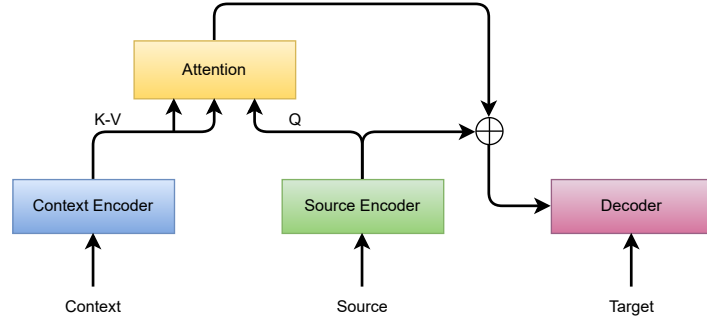 Attention
K-V
Q
Context Encoder
Source Encoder
Decoder
Context
Source
Target